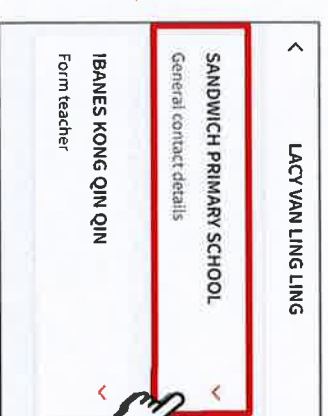 LACY VAN LING LING
SANDWICH PRIMARY SCHOOL
General contact details
IBANES KONG QIN QIN
Form teacher